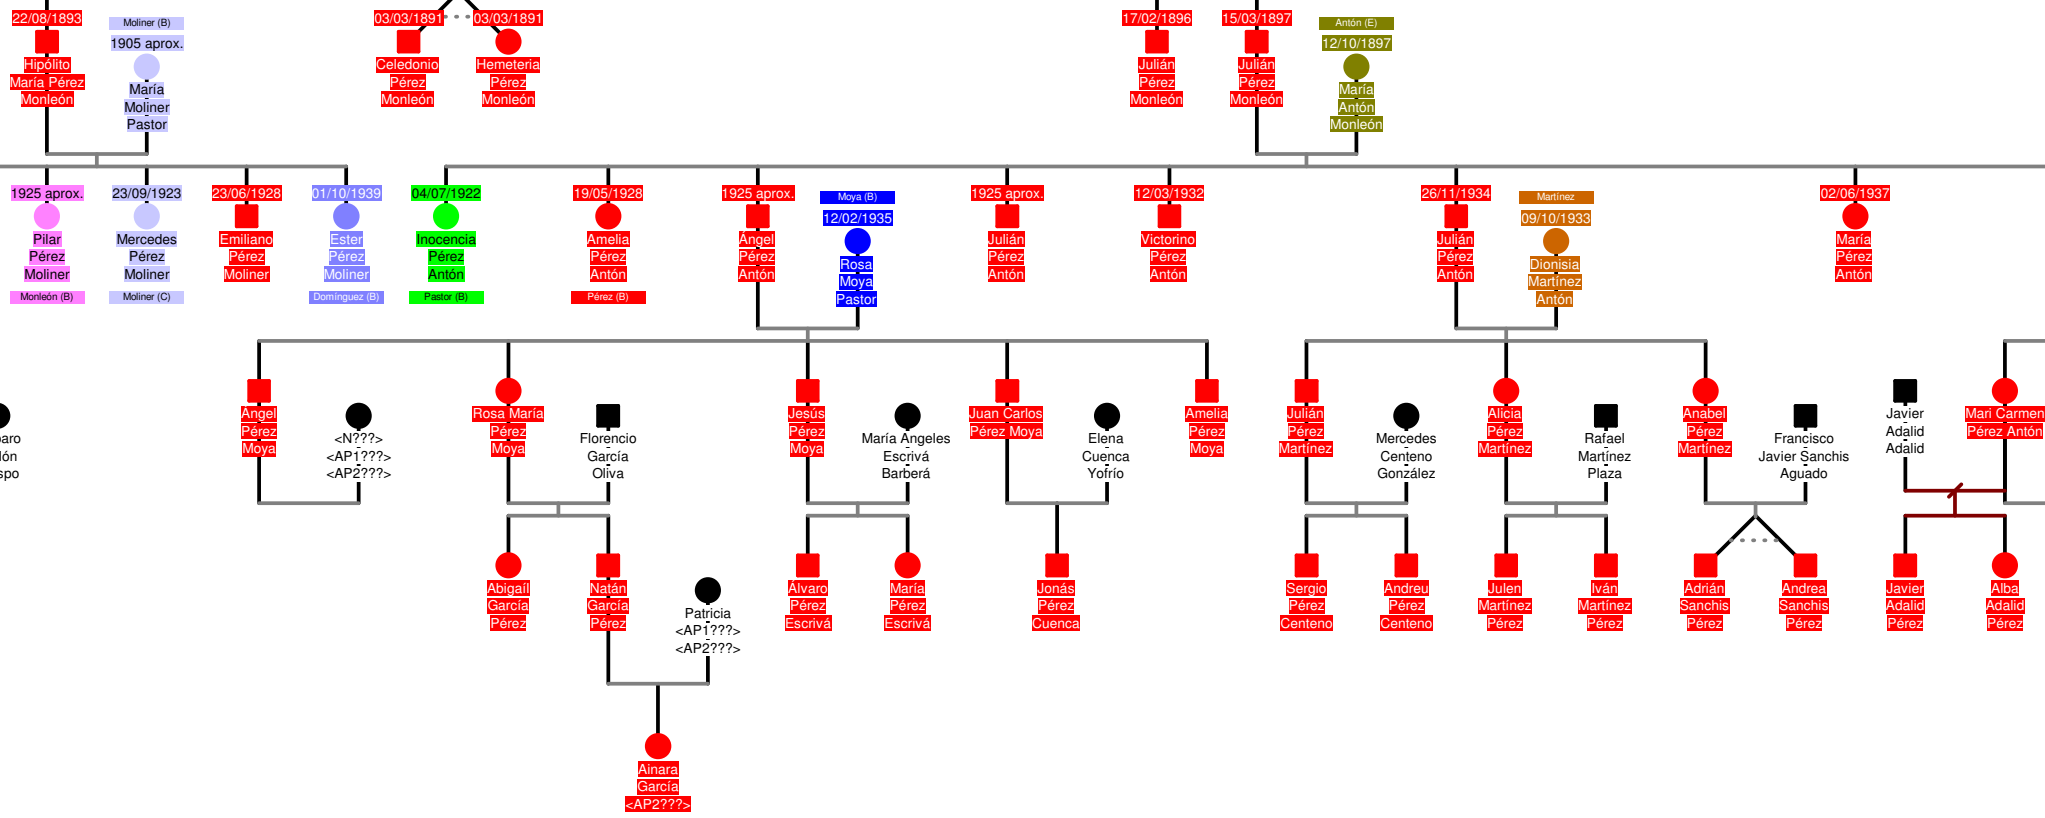 22/08/1893
Hipólito
María Pérez
Monleón
Moliner (B)
1905 aprox.
María
Moliner
Pastor
03/03/1891
Celedonio
Pérez
Monleón
03/03/1891
Hemeteria
Pérez
Monleón
17/02/1896
Julián
Pérez
Monleón
15/03/1897
Julián
Pérez
Monleón
Antón (E)
12/10/1897
María
Antón
Monleón
1925 aprox.
Pilar
Pérez
Moliner
Monleón (B)
23/09/1923
Mercedes
Pérez
Moliner
Moliner (C)
23/06/1928
Emiliano
Pérez
Moliner
01/10/1939
Ester
Pérez
Moliner
Domínguez (B)
04/07/1922
Inocencia
Pérez
Antón
Pastor (B)
19/05/1928
Amelia
Pérez
Antón
Pérez (B)
1925 aprox.
Ángel
Pérez
Antón
Moya (B)
12/02/1935
Rosa
Moya
Pastor
1925 aprox.
Julián
Pérez
Antón
12/03/1932
Victorino
Pérez
Antón
26/11/1934
Julián
Pérez
Antón
Martínez
09/10/1933
Dionisia
Martínez
Antón
02/06/1937
María
Pérez
Antón
aro
ón
spo
Angel
Pérez
Moya
<N???>
<AP1???>
<AP2???>
Rosa María
Pérez
Moya
Florencio
García
Oliva
Jesús
Pérez
Moya
María Angeles
Escrivá
Barberá
Juan Carlos
Pérez Moya
Elena
Cuenca
Yofrío
Amelia
Pérez
Moya
Julián
Pérez
Martínez
Mercedes
Centeno
González
Alicia
Pérez
Martínez
Rafael
Martínez
Plaza
Anabel
Pérez
Martínez
Francisco
Javier Sanchis
Aguado
Javier
Adalid
Adalid
Mari Carmen
Pérez Antón
Abigaíl
García
Pérez
Natán
García
Pérez
Patricia
<AP1???>
<AP2???>
Álvaro
Pérez
Escrivá
María
Pérez
Escrivá
Jonás
Pérez
Cuenca
Sergio
Pérez
Centeno
Andreu
Pérez
Centeno
Julen
Martínez
Pérez
Iván
Martínez
Pérez
Adrián
Sanchis
Pérez
Andrea
Sanchis
Pérez
Javier
Adalid
Pérez
Alba
Adalid
Pérez
Ainara
García
<AP2???>